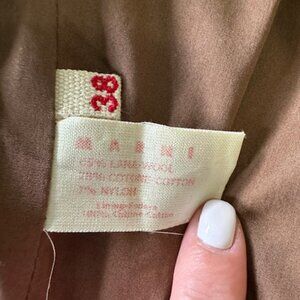 38
MARNI
65% LANA-WOOL
28% COTONE-COTTON
7% NYLON
Lining-Fodera
100% Cotone-Cotton